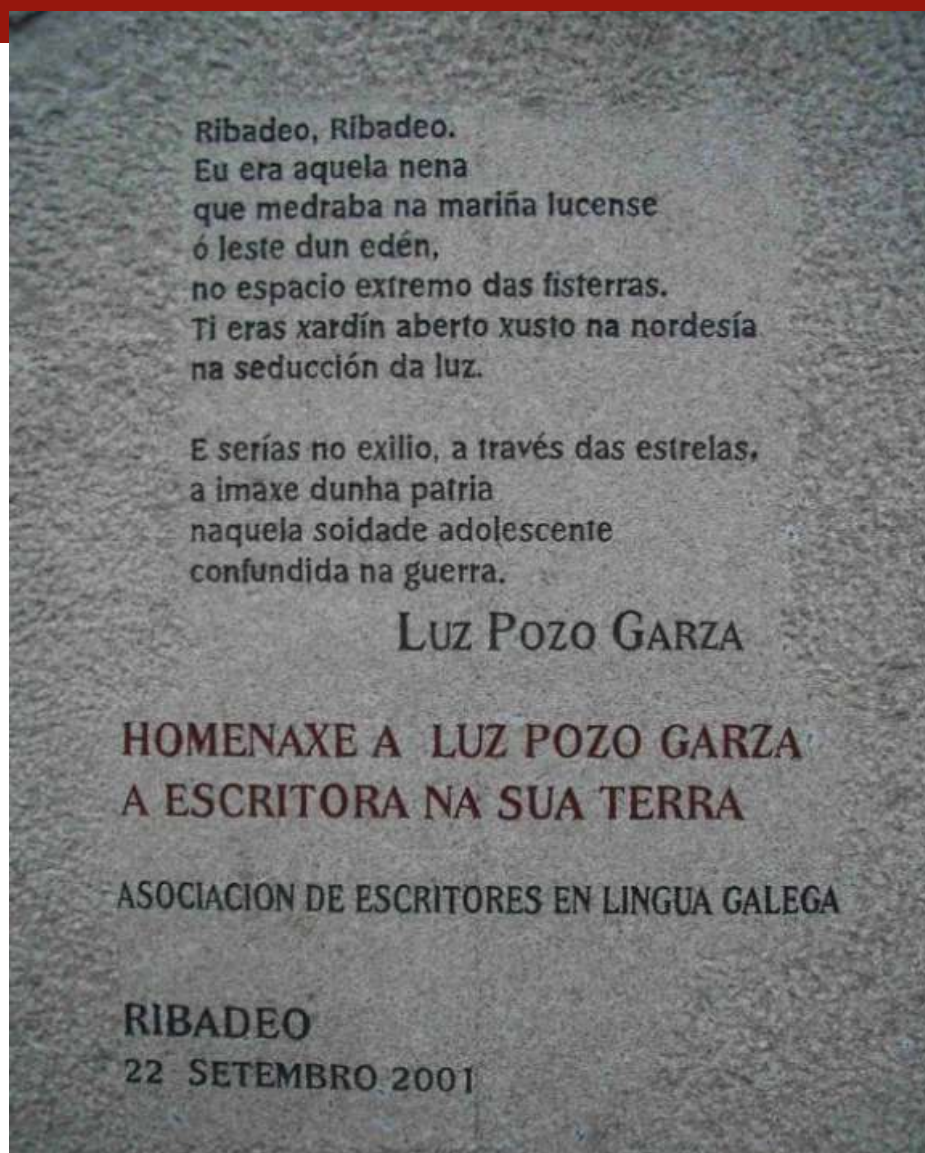 Ribadeo, Ribadeo.
Eu era aquela nena
que medraba na mariña lucense
ó leste dun edén,
no espacio extremo das fisterras.
Ti eras xardín aberto xusto na nordesía
na seducción da luz.
E serías no exilio, a través das estrelas,
a imaxe dunha patria
naquela soidade adolescente
confundida na guerra.
LUZ POZO GARZA
HOMENAXE A LUZ POZO GARZA
A ESCRITORA NA SUA TERRA
ASOCIACION DE ESCRITORES EN LINGUA GALEGA
RIBADEO
22 SETEMBRO 2001